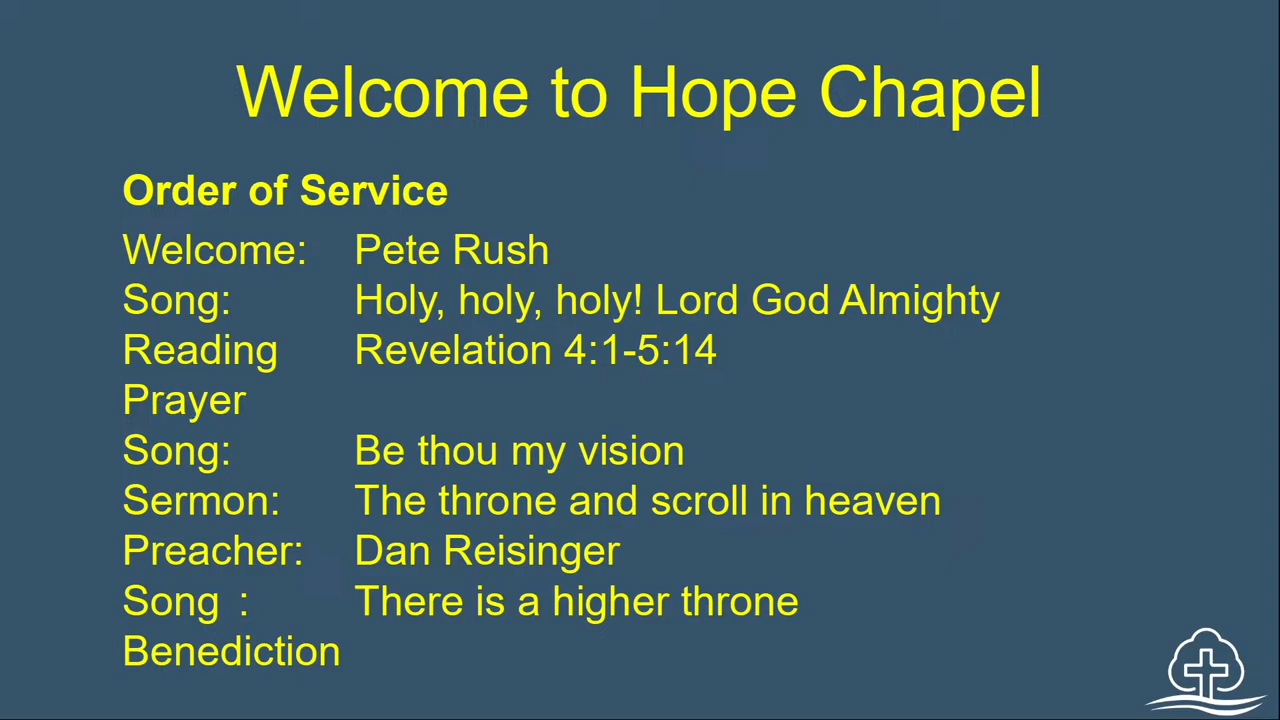 Welcome to Hope Chapel
Order of Service
Welcome: Pete Rush
Song: Holy, holy, holy! Lord God Almighty
Reading Revelation 4:1-5:14
Prayer
Song: Be thou my vision
Sermon: The throne and scroll in heaven
Preacher: Dan Reisinger
Song : There is a higher throne
Benediction